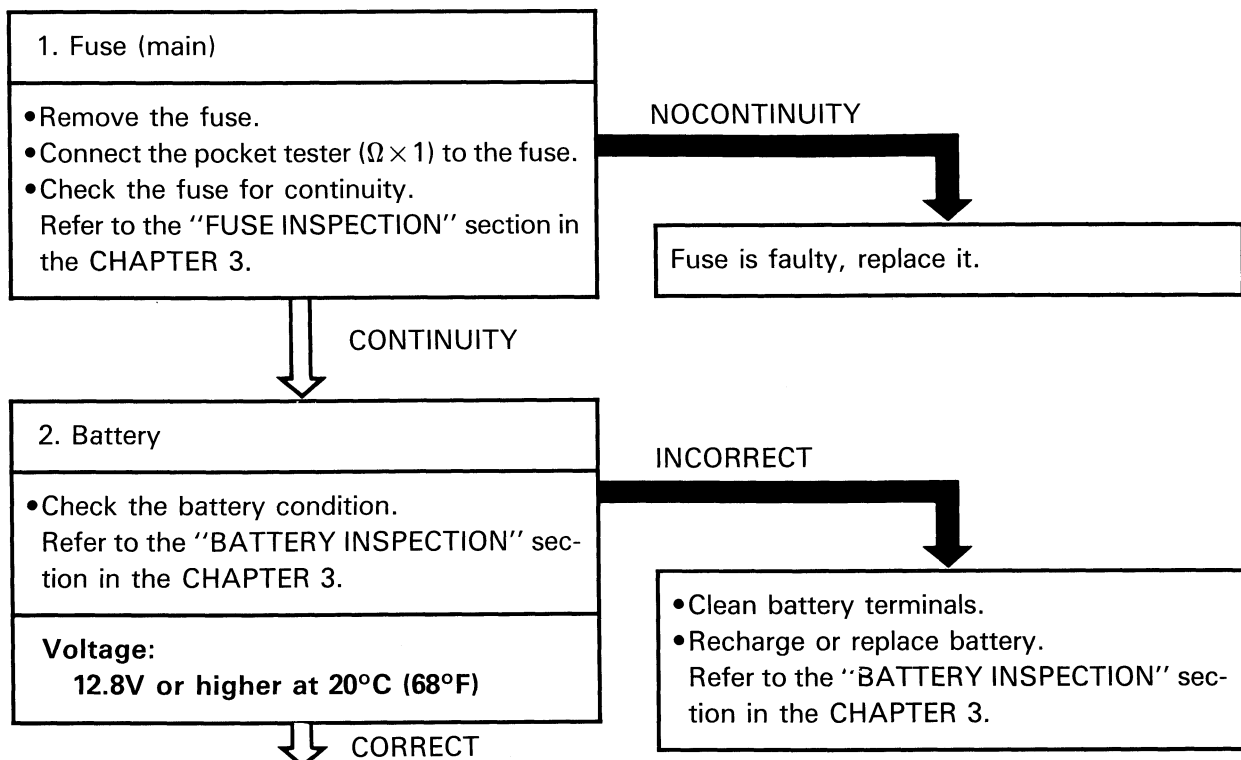 1. Fuse (main)
•Remove the fuse.
•Connect the pocket tester (Ω × 1) to the fuse.
•Check the fuse for continuity.
Refer to the “FUSE INSPECTION” section in
the CHAPTER 3.
NOCONTINUITY
Fuse is faulty, replace it.
CONTINUITY
2. Battery
•Check the battery condition.
Refer to the “BATTERY INSPECTION” sec-
tion in the CHAPTER 3.
Voltage:
12.8V or higher at 20°C (68°F)
INCORRECT
•Clean battery terminals.
•Recharge or replace battery.
Refer to the “BATTERY INSPECTION” sec-
tion in the CHAPTER 3.
CORRECT